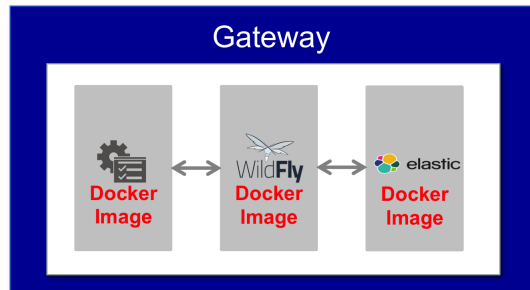 Gateway
Docker
Image
WildFly
Docker
Image
elastic
Docker
Image